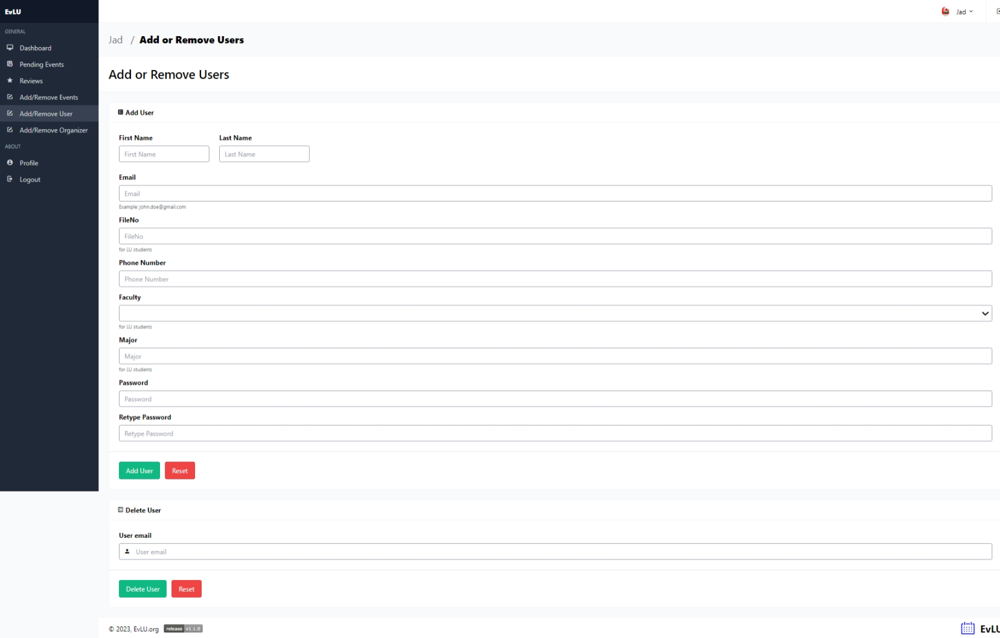 EvLU
Jad
GENERAL
Dashboard
Pending Events
Reviews
Add/Remove Events
Add/Remove User
Add/Remove Organizer
ABOUT
Profile
Logout
Jad / Add or Remove Users
Add or Remove Users
Add User
First Name Last Name
First Name Last Name
Email
Email
Example: john.doe@gmail.com
FileNo
FileNo
for LU students
Phone Number
Phone Number
Faculty
for LU students
Major
Major
for LU students
Password
Password
Retype Password
Retype Password
Add User Reset
Delete User
User email
User email
Delete User Reset
© 2023, EvLU.org release v1.1.0
EvLU